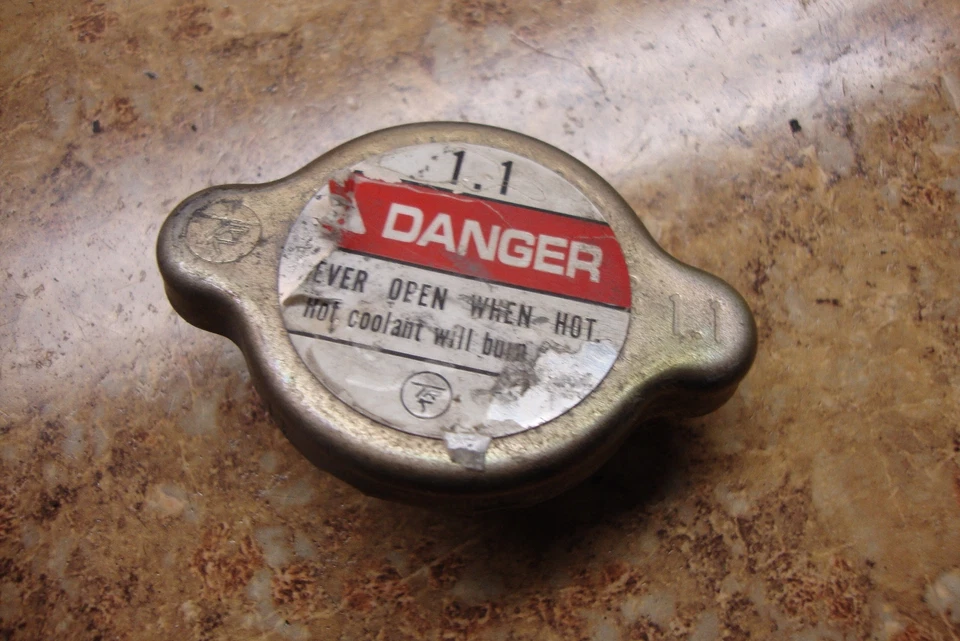 1.1
DANGER
EVER OPEN WHEN HOT.
Hot coolant will burn
1.1